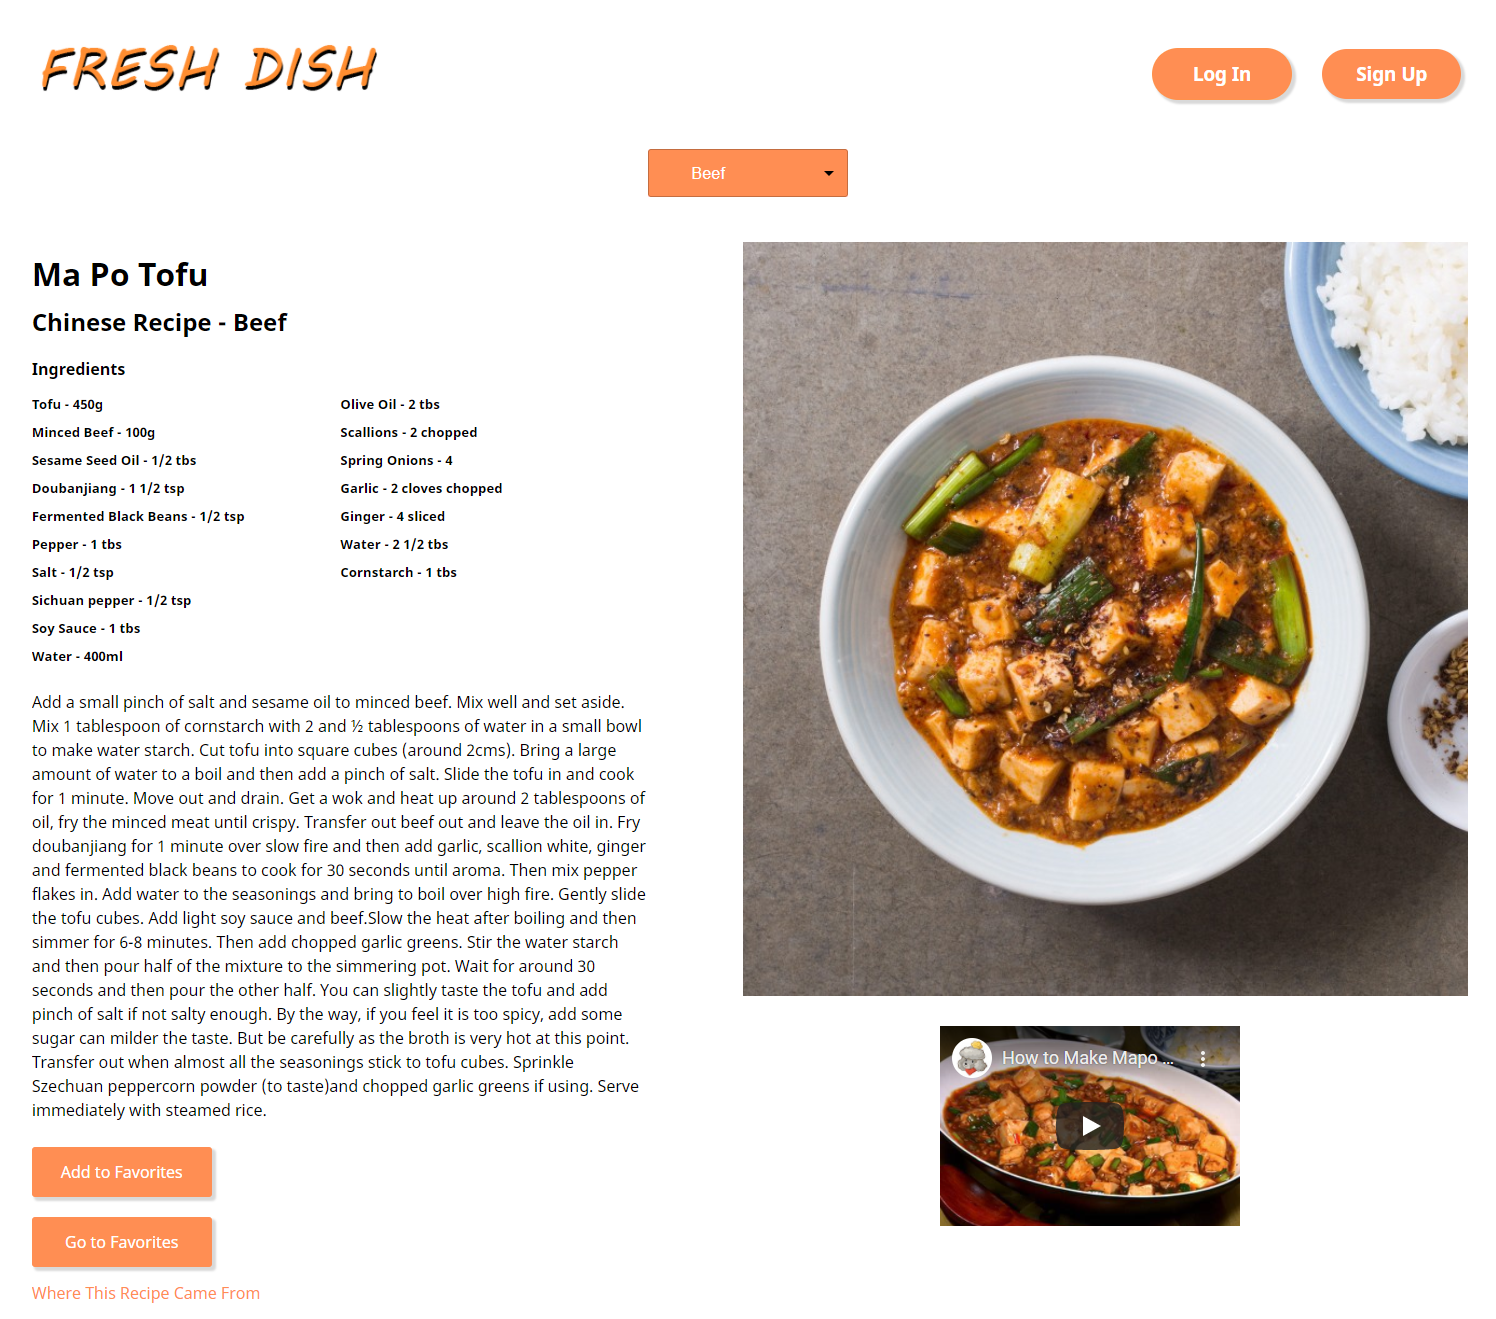 FRESH DISH
Log In
Sign Up
Beef
Ma Po Tofu
Chinese Recipe - Beef
Ingredients
Tofu - 450g
Minced Beef - 100g
Sesame Seed Oil - 1/2 tbs
Doubanjiang - 1 1/2 tsp
Fermented Black Beans - 1/2 tsp
Pepper - 1 tbs
Salt - 1/2 tsp
Sichuan pepper - 1/2 tsp
Soy Sauce - 1 tbs
Water - 400ml
Olive Oil - 2 tbs
Scallions - 2 chopped
Spring Onions - 4
Garlic - 2 cloves chopped
Ginger - 4 sliced
Water - 2 1/2 tbs
Cornstarch - 1 tbs
Add a small pinch of salt and sesame oil to minced beef. Mix well and set aside.
Mix 1 tablespoon of cornstarch with 2 and ½ tablespoons of water in a small bowl
to make water starch. Cut tofu into square cubes (around 2cms). Bring a large
amount of water to a boil and then add a pinch of salt. Slide the tofu in and cook
for 1 minute. Move out and drain. Get a wok and heat up around 2 tablespoons of
oil, fry the minced meat until crispy. Transfer out beef out and leave the oil in. Fry
doubanjiang for 1 minute over slow fire and then add garlic, scallion white, ginger
and fermented black beans to cook for 30 seconds until aroma. Then mix pepper
flakes in. Add water to the seasonings and bring to boil over high fire. Gently slide
the tofu cubes. Add light soy sauce and beef.Slow the heat after boiling and then
simmer for 6-8 minutes. Then add chopped garlic greens. Stir the water starch
and then pour half of the mixture to the simmering pot. Wait for around 30
seconds and then pour the other half. You can slightly taste the tofu and add
pinch of salt if not salty enough. By the way, if you feel it is too spicy, add some
sugar can milder the taste. But be carefully as the broth is very hot at this point.
Transfer out when almost all the seasonings stick to tofu cubes. Sprinkle
Szechuan peppercorn powder (to taste)and chopped garlic greens if using. Serve
immediately with steamed rice.
How to Make Mapo ...
Add to Favorites
Go to Favorites
Where This Recipe Came From